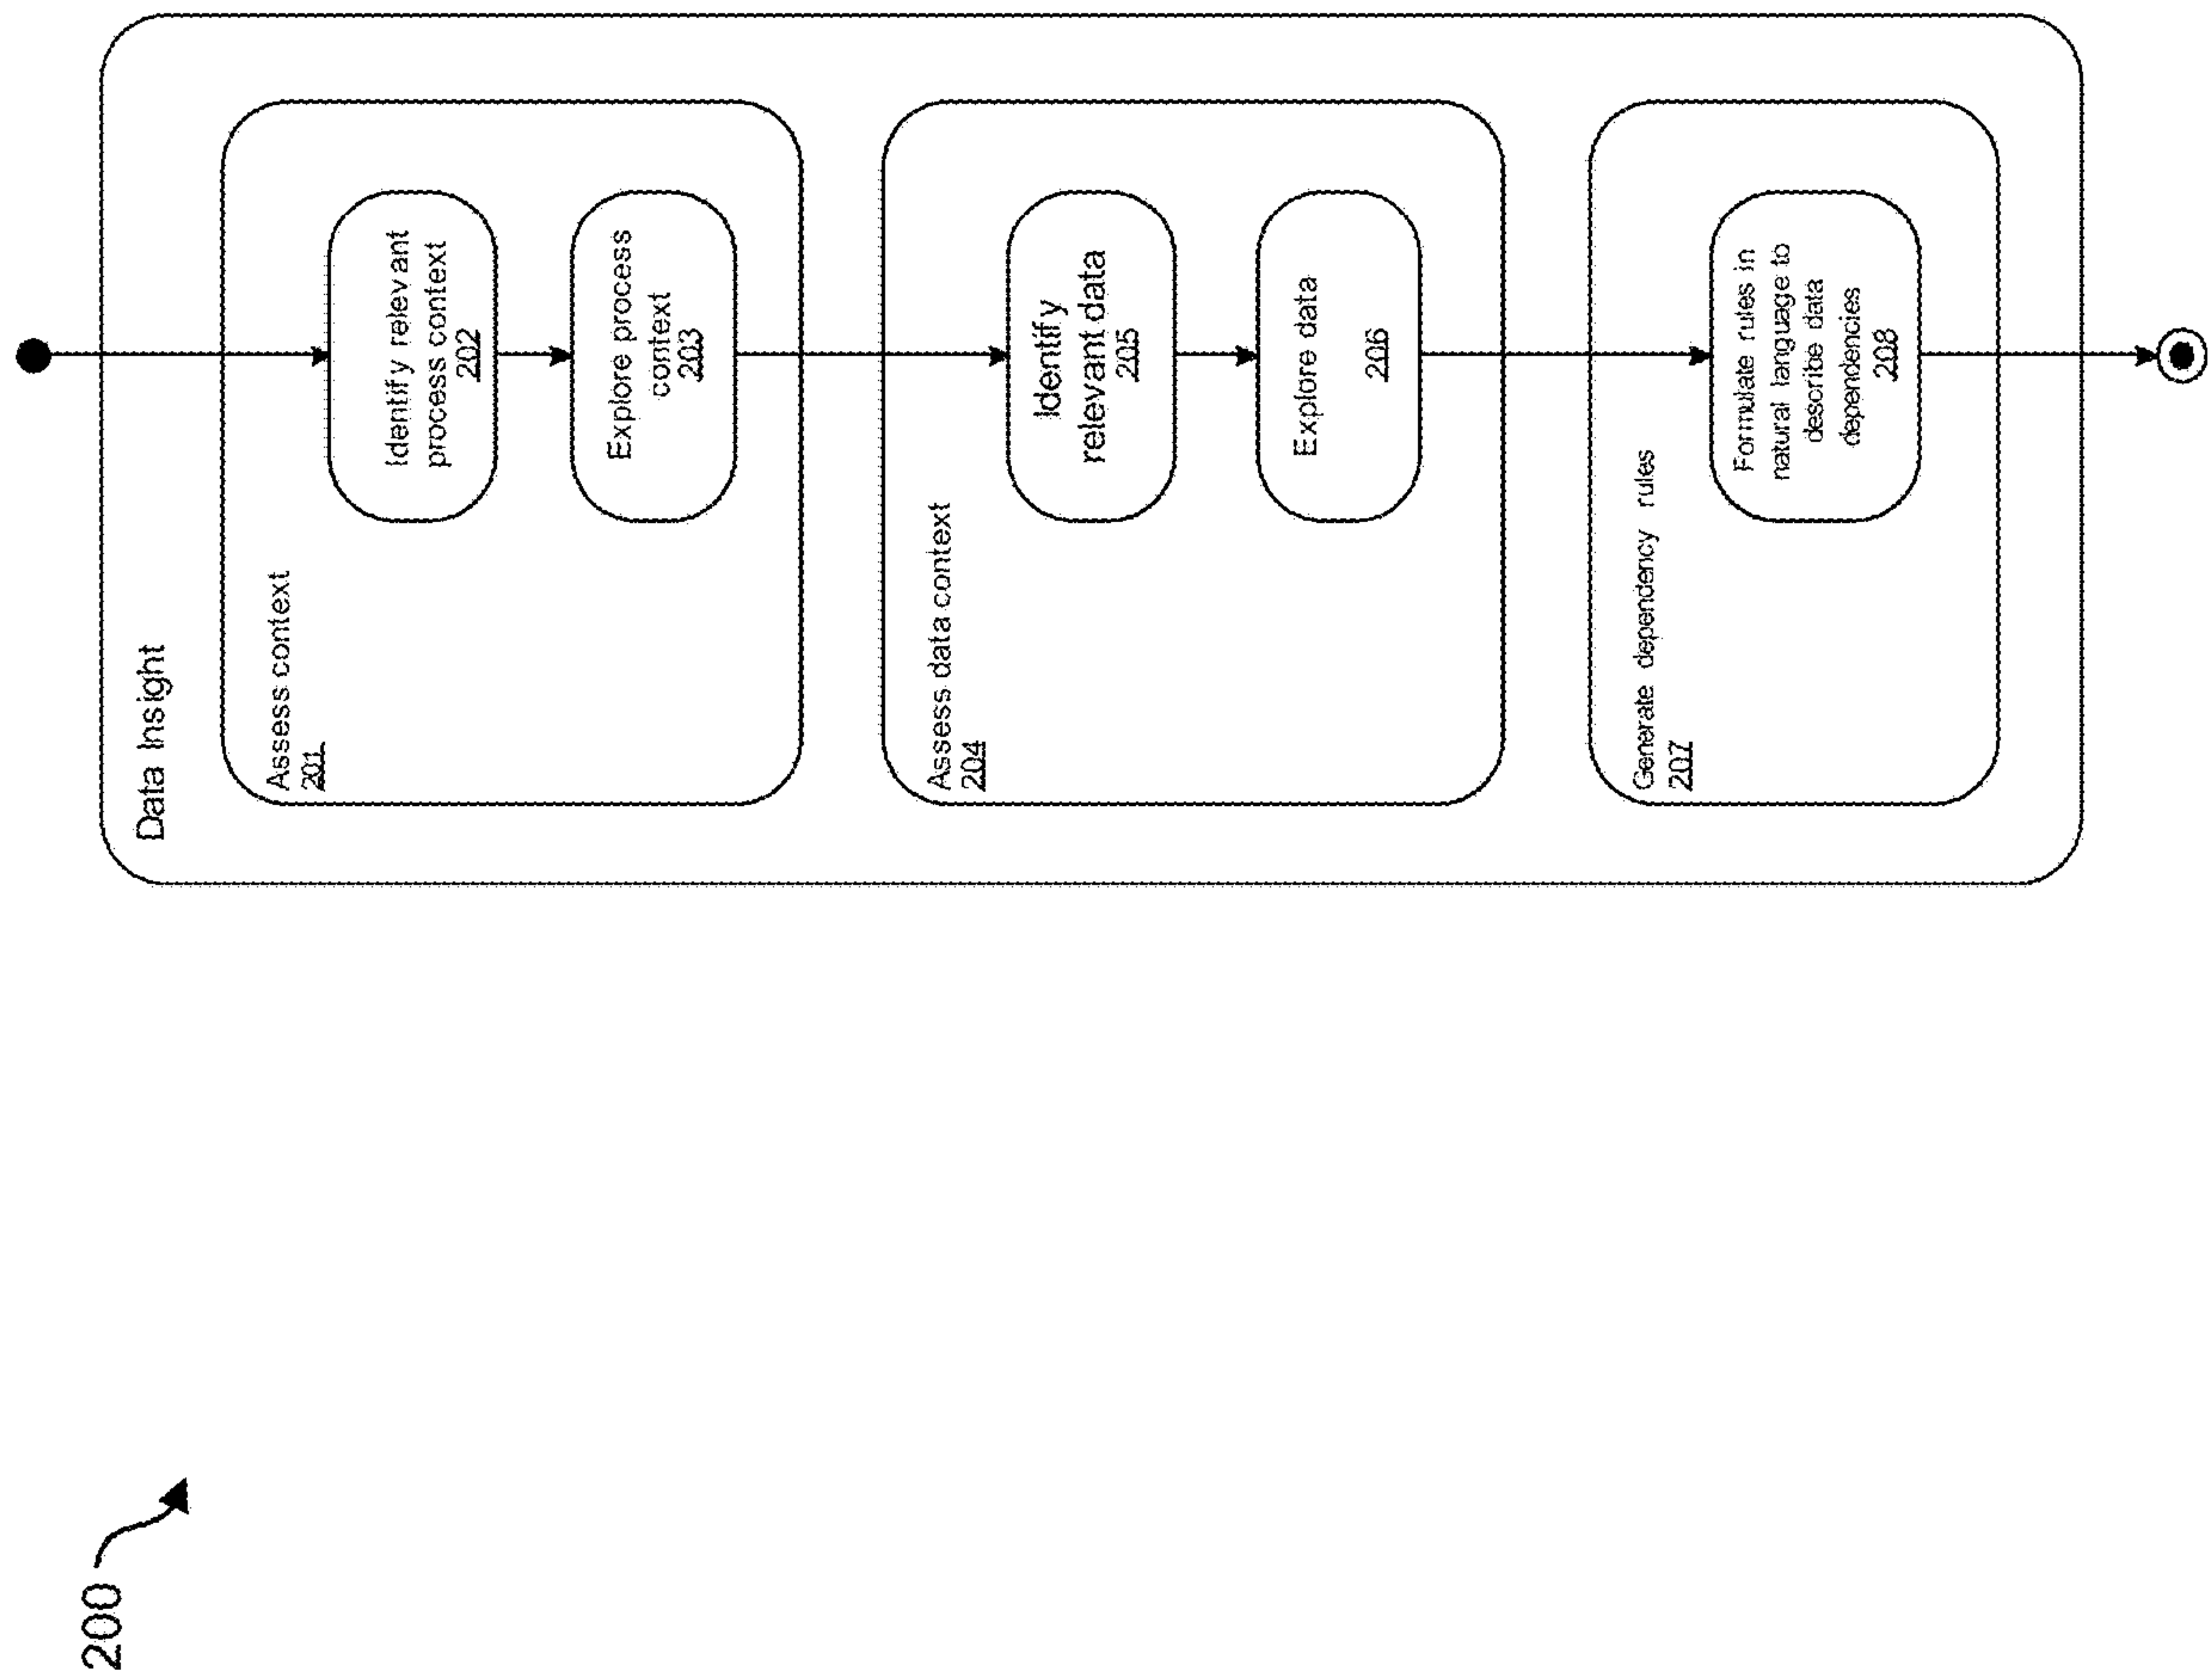 200
Data Insight
Assess context
201
Identify relevant
process context
202
Explore process
context
203
Assess data context
204
Identify
relevant data
205
Explore data
206
Generate dependency rules
207
Formulate rules in
natural language to
describe data
dependencies
208